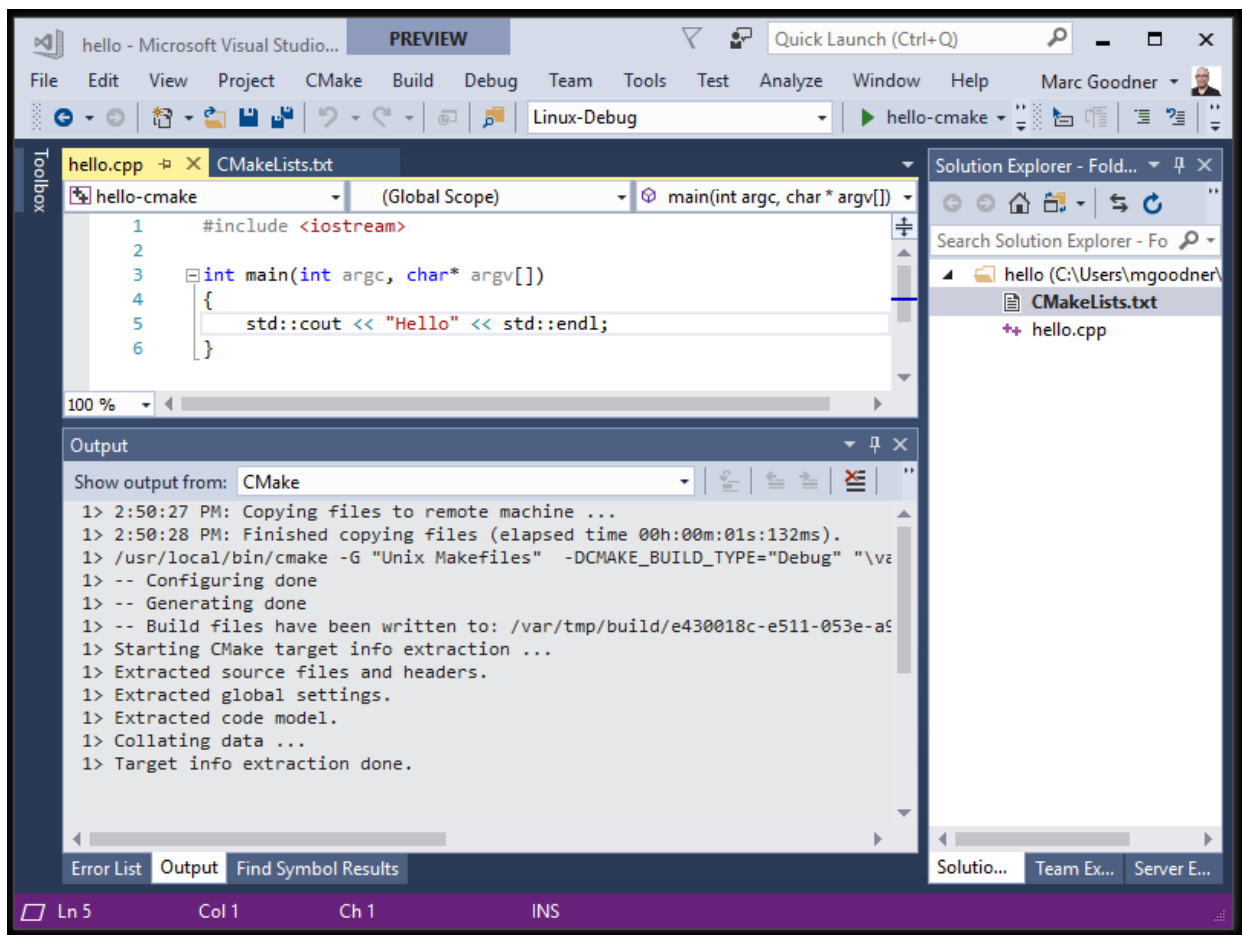 hello - Microsoft Visual Studio... PREVIEW Quick Launch (Ctrl+Q)
File Edit View Project CMake Build Debug Team Tools Test Analyze Window Help Marc Goodner
Linux-Debug hello-cmake
Toolbox
hello.cpp CMakeLists.txt
hello-cmake (Global Scope) main(int argc, char * argv[])
1 #include <iostream>
2
3 int main(int argc, char* argv[])
4 {
5 std::cout << "Hello" << std::endl;
6 }
100 %
Output
Show output from: CMake
1> 2:50:27 PM: Copying files to remote machine ...
1> 2:50:28 PM: Finished copying files (elapsed time 00h:00m:01s:132ms).
1> /usr/local/bin/cmake -G "Unix Makefiles"  -DCMAKE_BUILD_TYPE="Debug" "\va
1> -- Configuring done
1> -- Generating done
1> -- Build files have been written to: /var/tmp/build/e430018c-e511-053e-a9
1> Starting CMake target info extraction ...
1> Extracted source files and headers.
1> Extracted global settings.
1> Extracted code model.
1> Collating data ...
1> Target info extraction done.
Error List Output Find Symbol Results
Solution Explorer - Fold...
Search Solution Explorer - Fo
hello (C:\Users\mgoodner\
CMakeLists.txt
hello.cpp
Solutio... Team Ex... Server E...
Ln 5 Col 1 Ch 1 INS